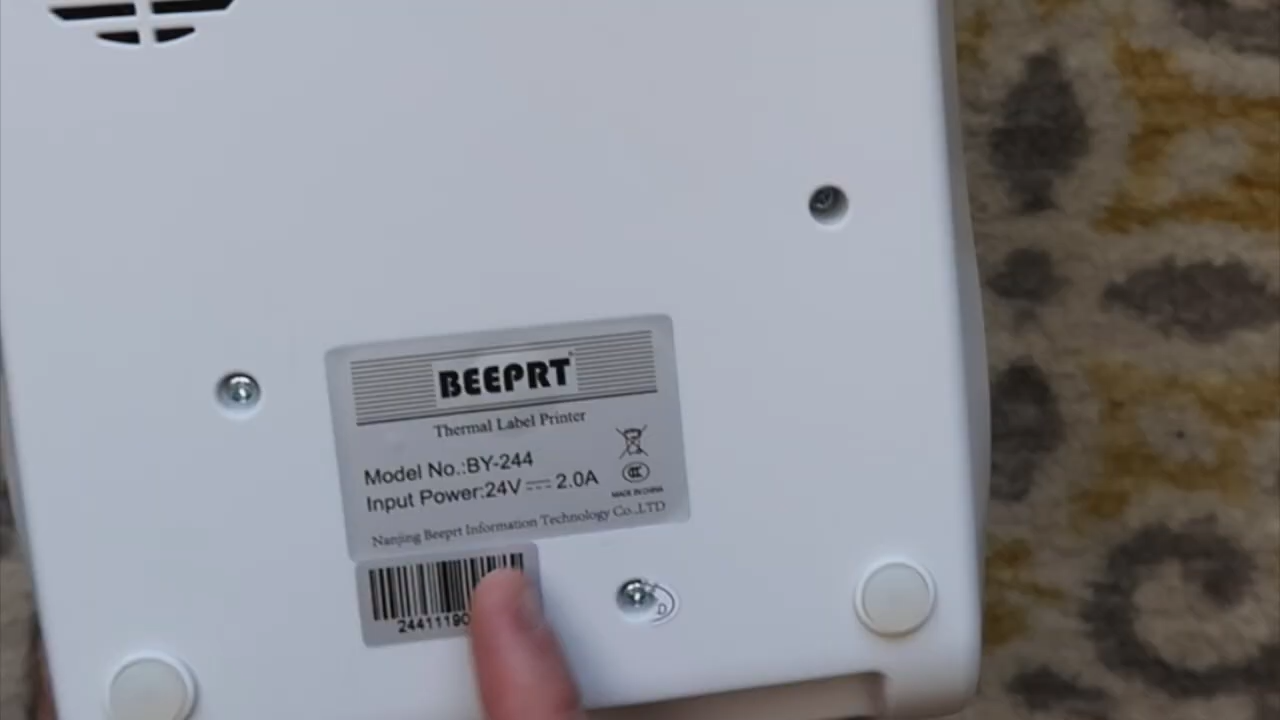 BEEPRT
Thermal Label Printer
Model No.:BY-244
Input Power:24V ⎓ 2.0A
MADE IN CHINA
Nanjing Beeprt Information Technology Co.,LTD
24411190